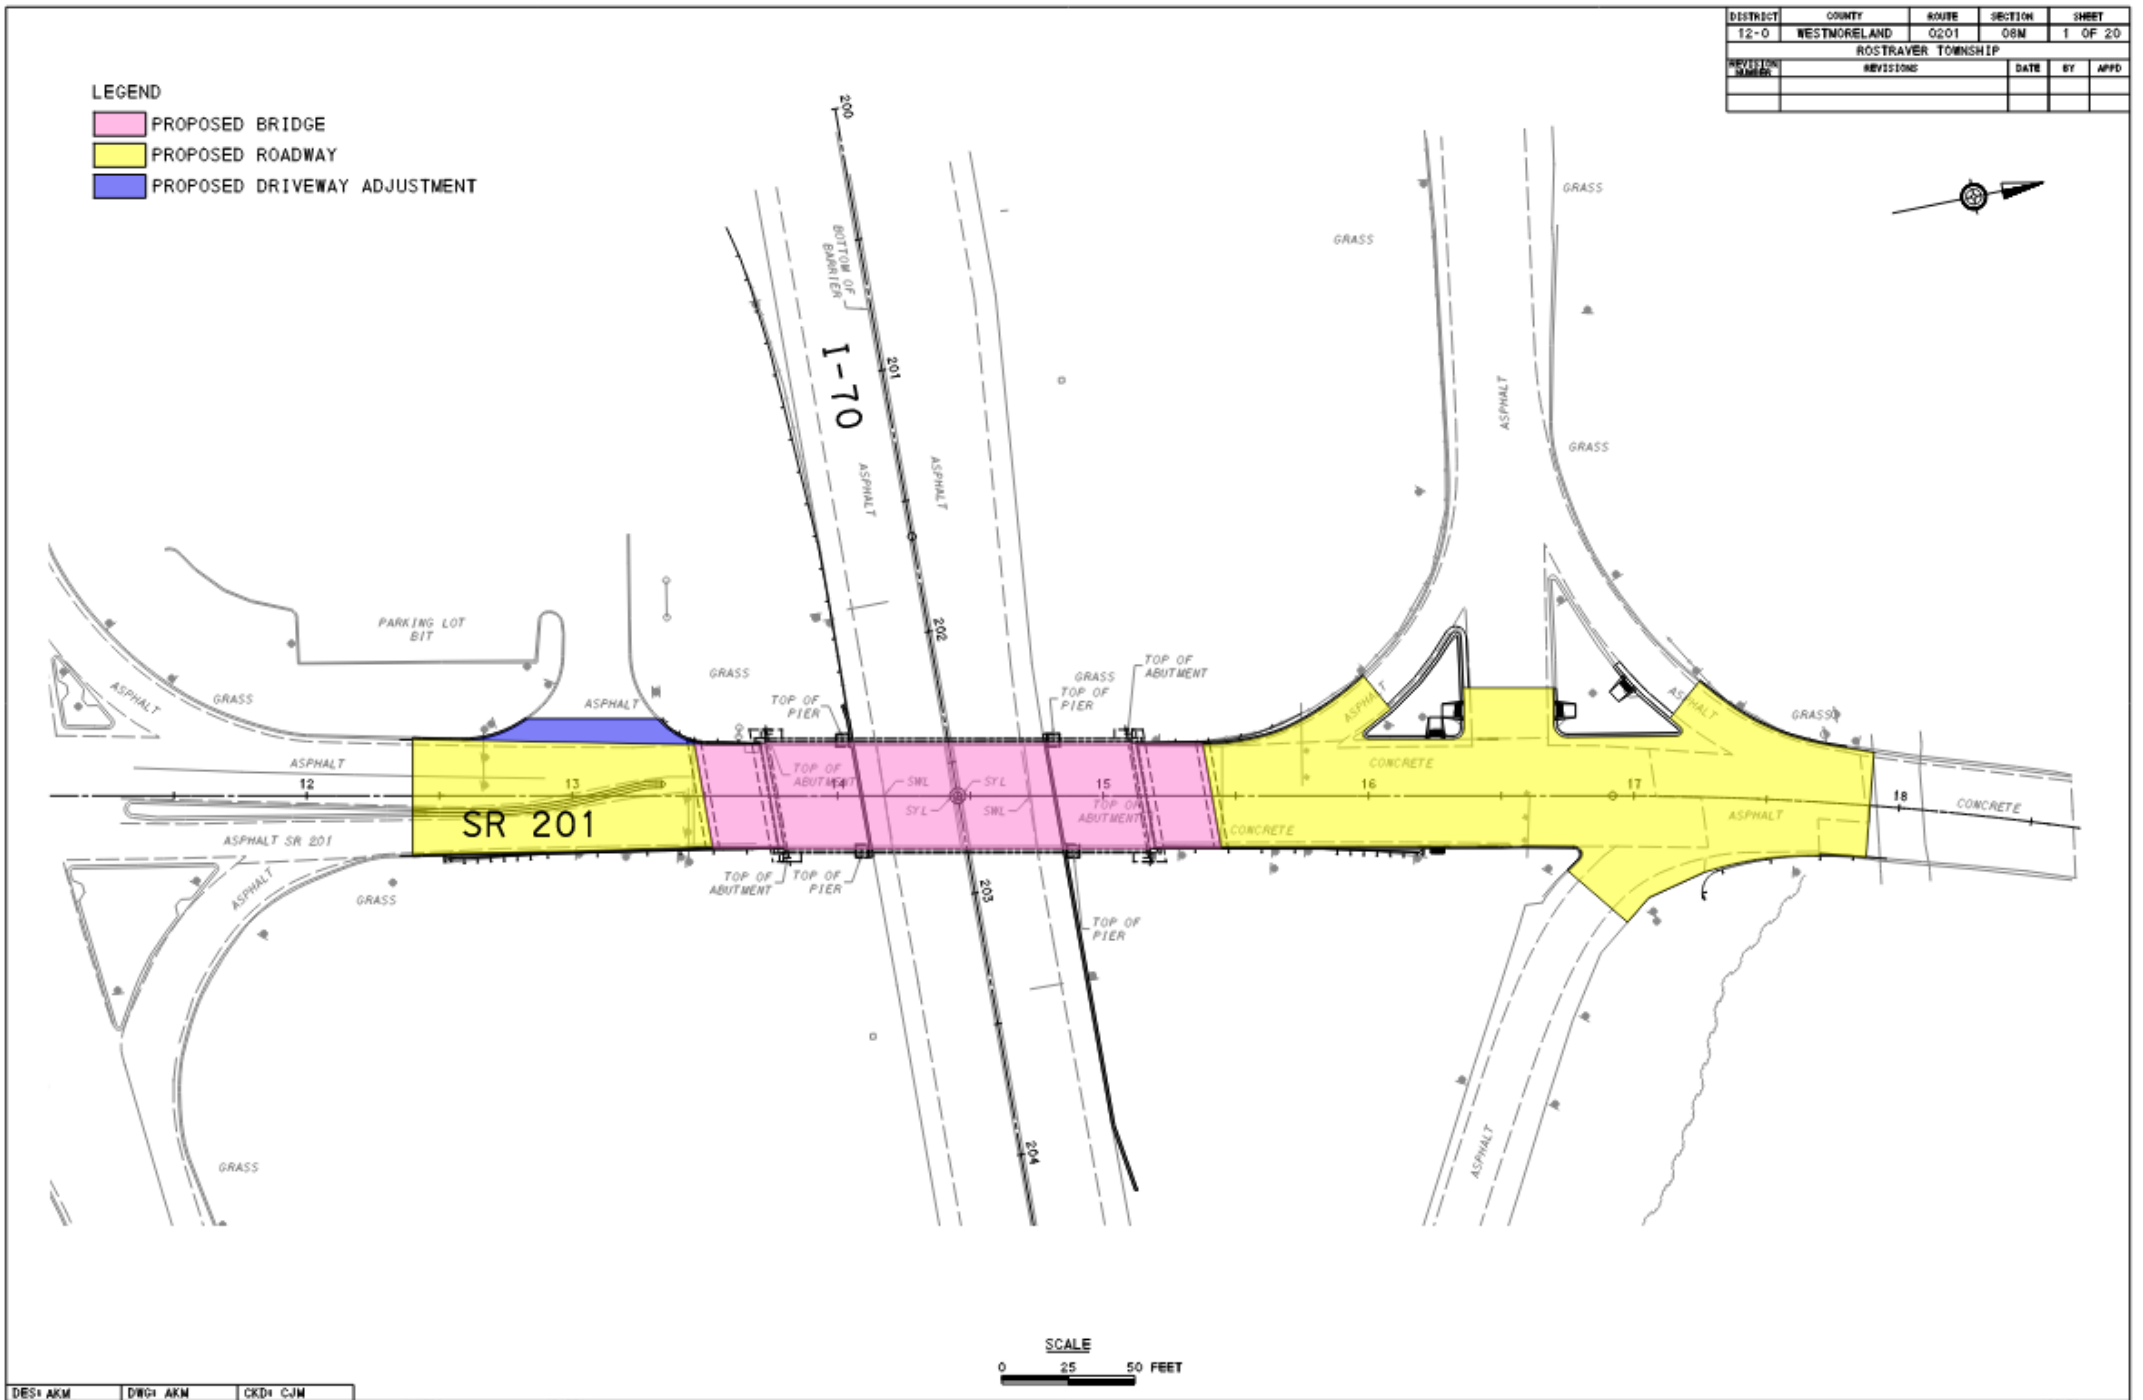 DISTRICT COUNTY ROUTE SECTION SHEET
12-0 WESTMORELAND 0201 08M 1 OF 20
ROSTRAVER TOWNSHIP
REVISION NUMBER REVISIONS DATE BY APPD
LEGEND
PROPOSED BRIDGE
PROPOSED ROADWAY
PROPOSED DRIVEWAY ADJUSTMENT
200
GRASS
GRASS
BOTTOM OF
BARRIER
I-70
201
ASPHALT
GRASS
ASPHALT
ASPHALT
PARKING LOT
BIT
202
GRASS
GRASS
TOP OF
ABUTMENT
TOP OF
PIER
ASPHALT
GRASS
ASPHALT
TOP OF
PIER
ASPHALT
ASPHALT
GRASS
ASPHALT
TOP OF
ABUTMENT
CONCRETE
12
13
14
SWL
SYL
15
16
17
18
SYL
SWL
TOP OF
ABUTMENT
CONCRETE
ASPHALT
CONCRETE
SR 201
ASPHALT SR 201
ASPHALT
GRASS
TOP OF
ABUTMENT
TOP OF
PIER
203
TOP OF
PIER
204
ASPHALT
GRASS
SCALE
0 25 50 FEET
DES: AKM DWG: AKM CKD: CJM